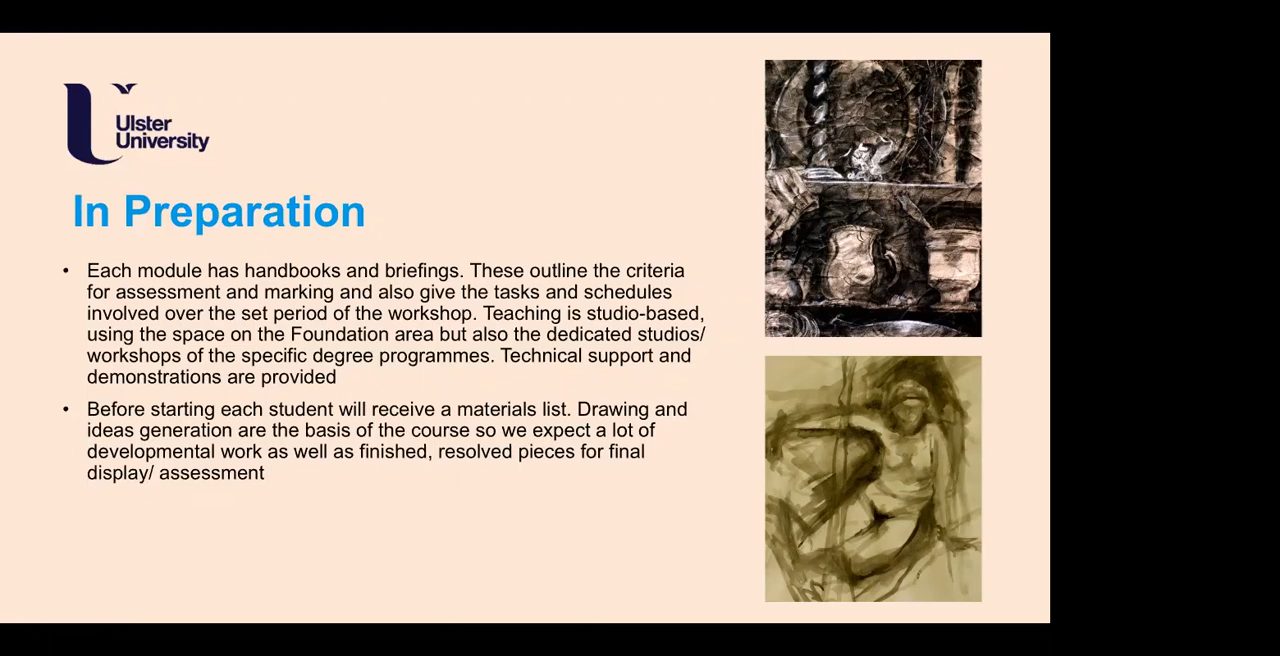 Ulster
University
In Preparation
• Each module has handbooks and briefings. These outline the criteria
for assessment and marking and also give the tasks and schedules
involved over the set period of the workshop. Teaching is studio-based,
using the space on the Foundation area but also the dedicated studios/
workshops of the specific degree programmes. Technical support and
demonstrations are provided
• Before starting each student will receive a materials list. Drawing and
ideas generation are the basis of the course so we expect a lot of
developmental work as well as finished, resolved pieces for final
display/ assessment